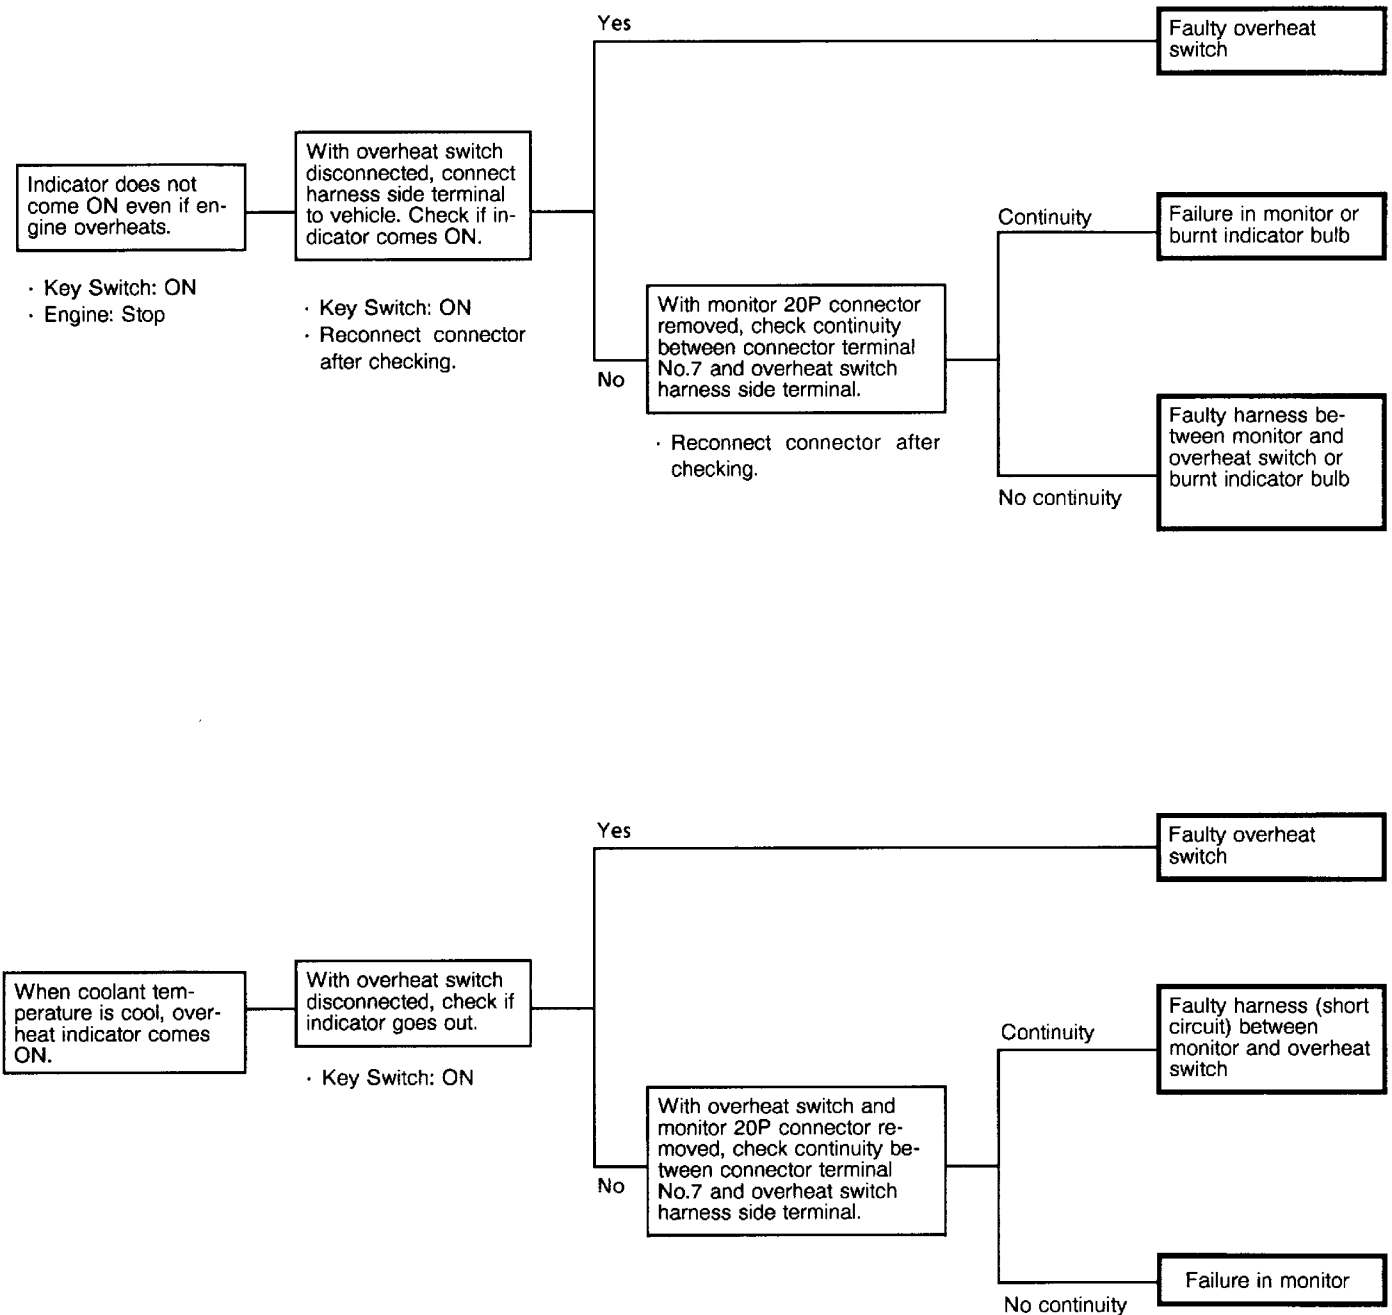 Yes
Faulty overheat
switch
With overheat switch
disconnected, connect
harness side terminal
to vehicle. Check if in-
dicator comes ON.
Indicator does not
come ON even if en-
gine overheats.
Continuity
Failure in monitor or
burnt indicator bulb
· Key Switch: ON
· Engine: Stop
· Key Switch: ON
· Reconnect connector
after checking.
With monitor 20P connector
removed, check continuity
between connector terminal
No.7 and overheat switch
harness side terminal.
No
· Reconnect connector after
checking.
Faulty harness be-
tween monitor and
overheat switch or
burnt indicator bulb
No continuity
Yes
Faulty overheat
switch
When coolant tem-
perature is cool, over-
heat indicator comes
ON.
With overheat switch
disconnected, check if
indicator goes out.
· Key Switch: ON
Continuity
Faulty harness (short
circuit) between
monitor and overheat
switch
With overheat switch and
monitor 20P connector re-
moved, check continuity be-
tween connector terminal
No.7 and overheat switch
harness side terminal.
No
Failure in monitor
No continuity